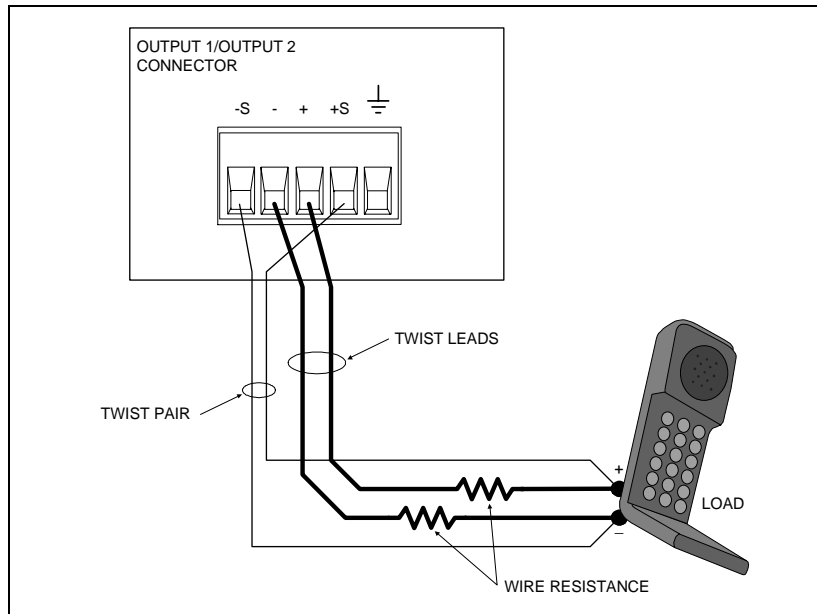 OUTPUT 1/OUTPUT 2
CONNECTOR
-S - + +S
TWIST LEADS
TWIST PAIR
+
LOAD
_
WIRE RESISTANCE